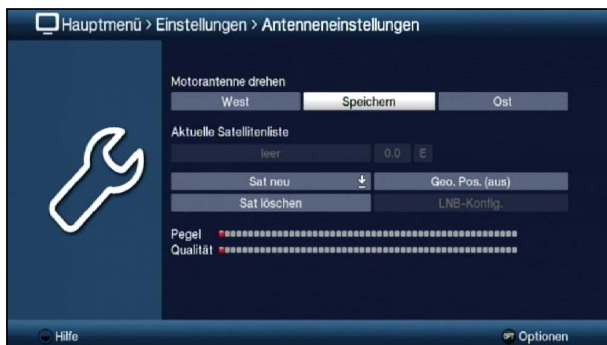 Hauptmenü > Einstellungen > Antenneneinstellungen
Motorantenne drehen
West Speichern Ost
Aktuelle Satellitenliste
leer 0.0 E
Sat neu Geo. Pos. (aus)
Sat löschen LNB-Konfig.
Pegel
Qualität
Hilfe OPT Optionen